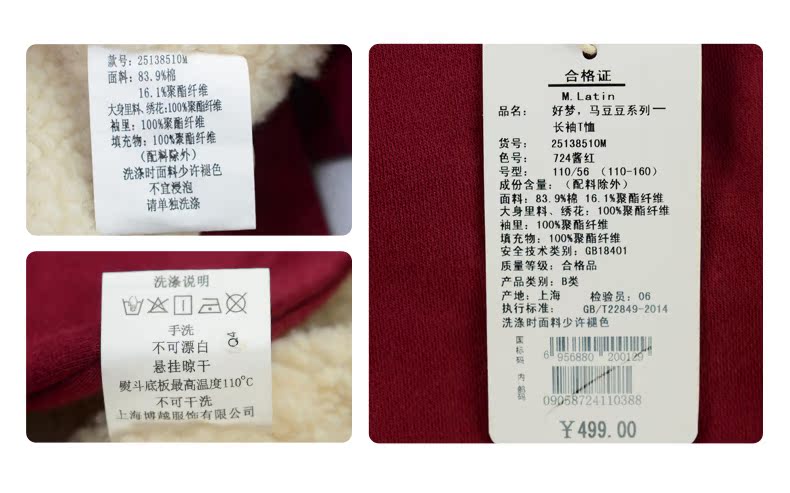 款号：25138510M
面料：83.9%棉
16.1%聚酯纤维
大身里料、绣花：100%聚酯纤维
袖里：100%聚酯纤维
填充物：100%聚酯纤维
（配料除外）
洗涤时面料少许褪色
不宜浸泡
请单独洗涤
洗涤说明
手洗
不可漂白
悬挂晾干
熨斗底板最高温度110°C
不可干洗
上海博越服饰有限公司
Q4
合格证
M.Latin
品名：好梦，马豆豆系列一
长袖T恤
货号：25138510M
色号：724酱红
号型：110/56（110-160）
成份含量：（配料除外）
面料：83.9%棉 16.1%聚酯纤维
大身里料、绣花：100%聚酯纤维
袖里：100%聚酯纤维
填充物：100%聚酯纤维
安全技术类别：GB18401
质量等级：合格品
产品类别：B类
产地：上海 检验员：06
执行标准：GB/T22849-2014
洗涤时面料少许褪色
国标码
6 956880 200129
内部码
09058724110388
￥499.00